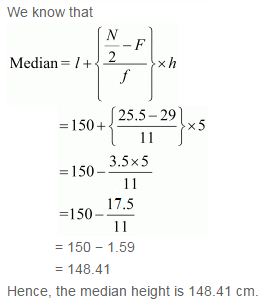 We know that
Median = l + { (N/2 − F) / f } × h
= 150 + { (25.5 − 29) / 11 } × 5
= 150 − (3.5 × 5) / 11
= 150 − 17.5 / 11
= 150 − 1.59
= 148.41
Hence, the median height is 148.41 cm.